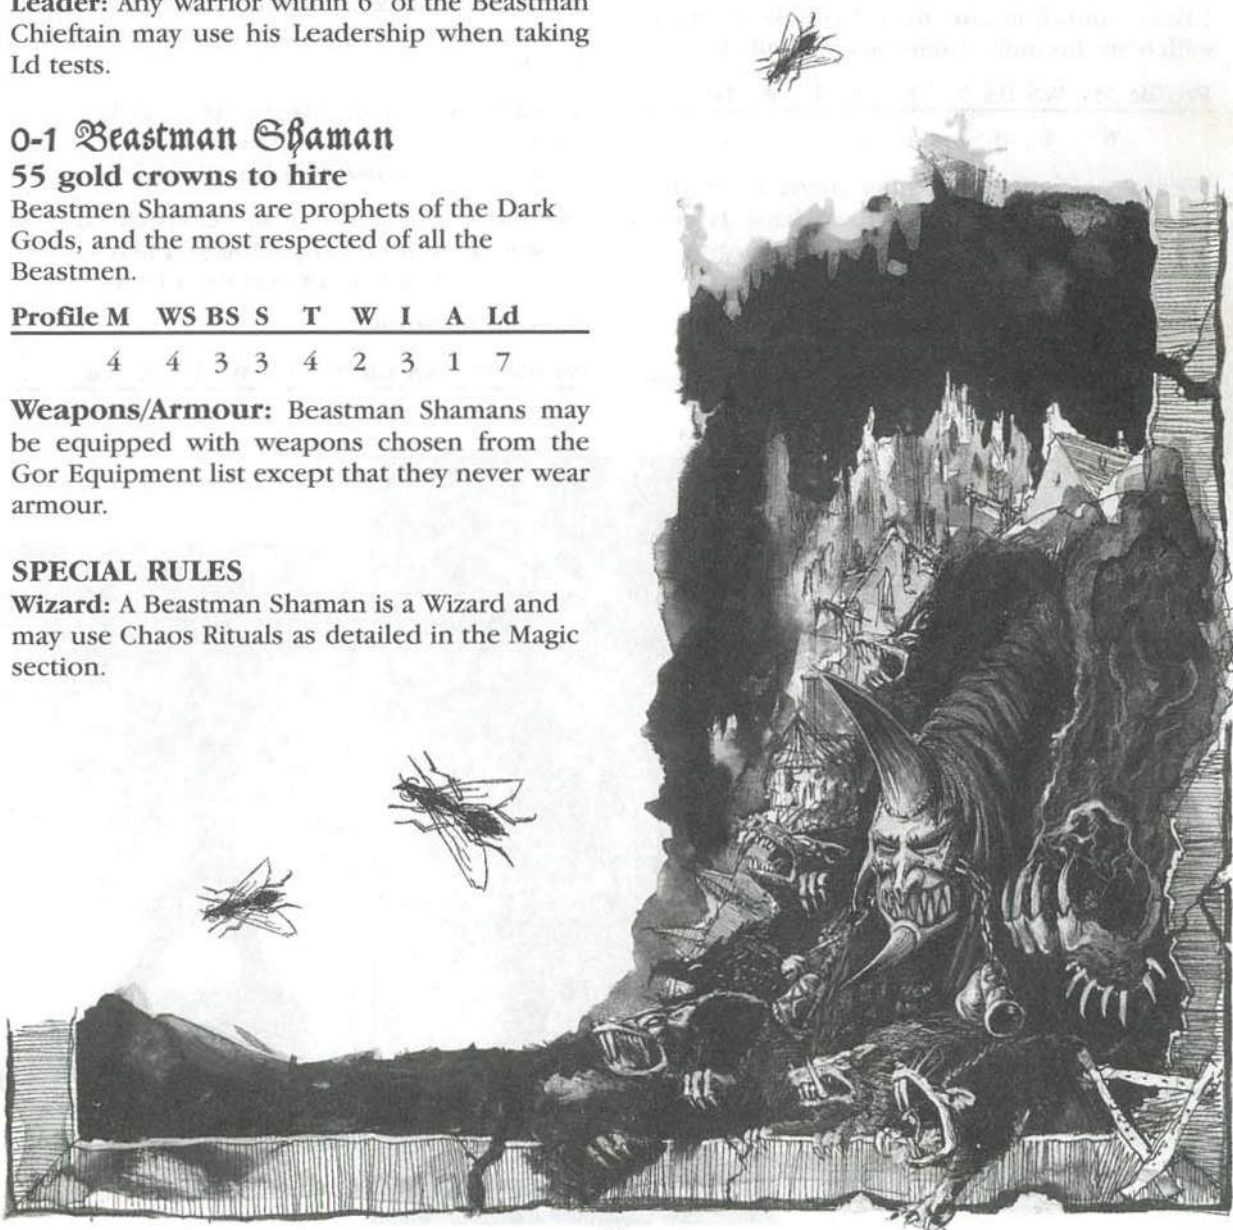 Leader: Any warrior within 6" of the Beastman
Chieftain may use his Leadership when taking
Ld tests.
0-1 Beastman Shaman
55 gold crowns to hire
Beastmen Shamans are prophets of the Dark
Gods, and the most respected of all the
Beastmen.
Profile M WS BS S T W I A Ld
4 4 3 3 4 2 3 1 7
Weapons/Armour: Beastman Shamans may
be equipped with weapons chosen from the
Gor Equipment list except that they never wear
armour.
SPECIAL RULES
Wizard: A Beastman Shaman is a Wizard and
may use Chaos Rituals as detailed in the Magic
section.